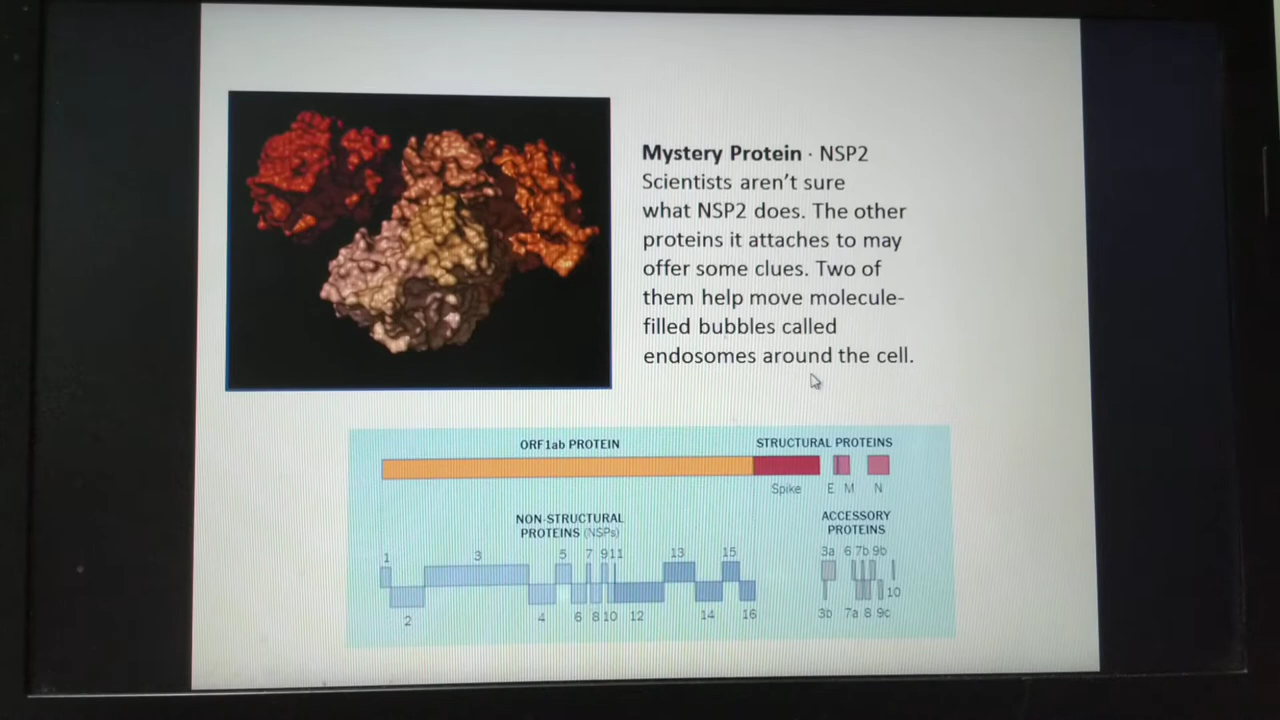 Mystery Protein · NSP2
Scientists aren't sure
what NSP2 does. The other
proteins it attaches to may
offer some clues. Two of
them help move molecule-
filled bubbles called
endosomes around the cell.
ORF1ab PROTEIN
STRUCTURAL PROTEINS
Spike E M N
NON-STRUCTURAL
PROTEINS (NSPs)
1 3 5 7 9 11 13 15
2 4 6 8 10 12 14 16
ACCESSORY
PROTEINS
3a 6 7b 9b
10
3b 7a 8 9c